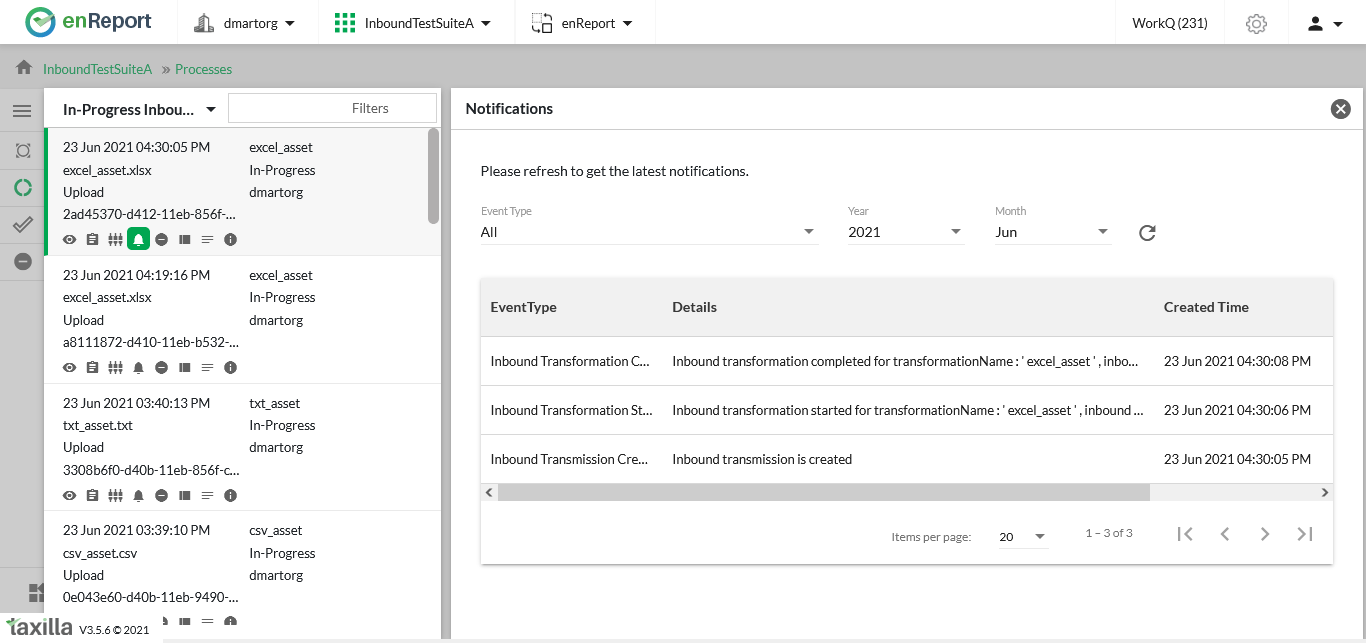 enReport dmartorg InboundTestSuiteA enReport WorkQ (231)
InboundTestSuiteA » Processes
In-Progress Inbou... Filters
23 Jun 2021 04:30:05 PM excel_asset
excel_asset.xlsx In-Progress
Upload dmartorg
2ad45370-d412-11eb-856f-...
23 Jun 2021 04:19:16 PM excel_asset
excel_asset.xlsx In-Progress
Upload dmartorg
a8111872-d410-11eb-b532-...
23 Jun 2021 03:40:13 PM txt_asset
txt_asset.txt In-Progress
Upload dmartorg
3308b6f0-d40b-11eb-856f-c...
23 Jun 2021 03:39:10 PM csv_asset
csv_asset.csv In-Progress
Upload dmartorg
0e043e60-d40b-11eb-9490-...
taxilla V3.5.6 © 2021
Notifications
Please refresh to get the latest notifications.
Event Type Year Month
All 2021 Jun
EventType Details Created Time
Inbound Transformation C... Inbound transformation completed for transformationName : ' excel_asset ' , inbo... 23 Jun 2021 04:30:08 PM
Inbound Transformation St... Inbound transformation started for transformationName : ' excel_asset ' , inbound ... 23 Jun 2021 04:30:06 PM
Inbound Transmission Cre... Inbound transmission is created 23 Jun 2021 04:30:05 PM
Items per page: 20 1 – 3 of 3